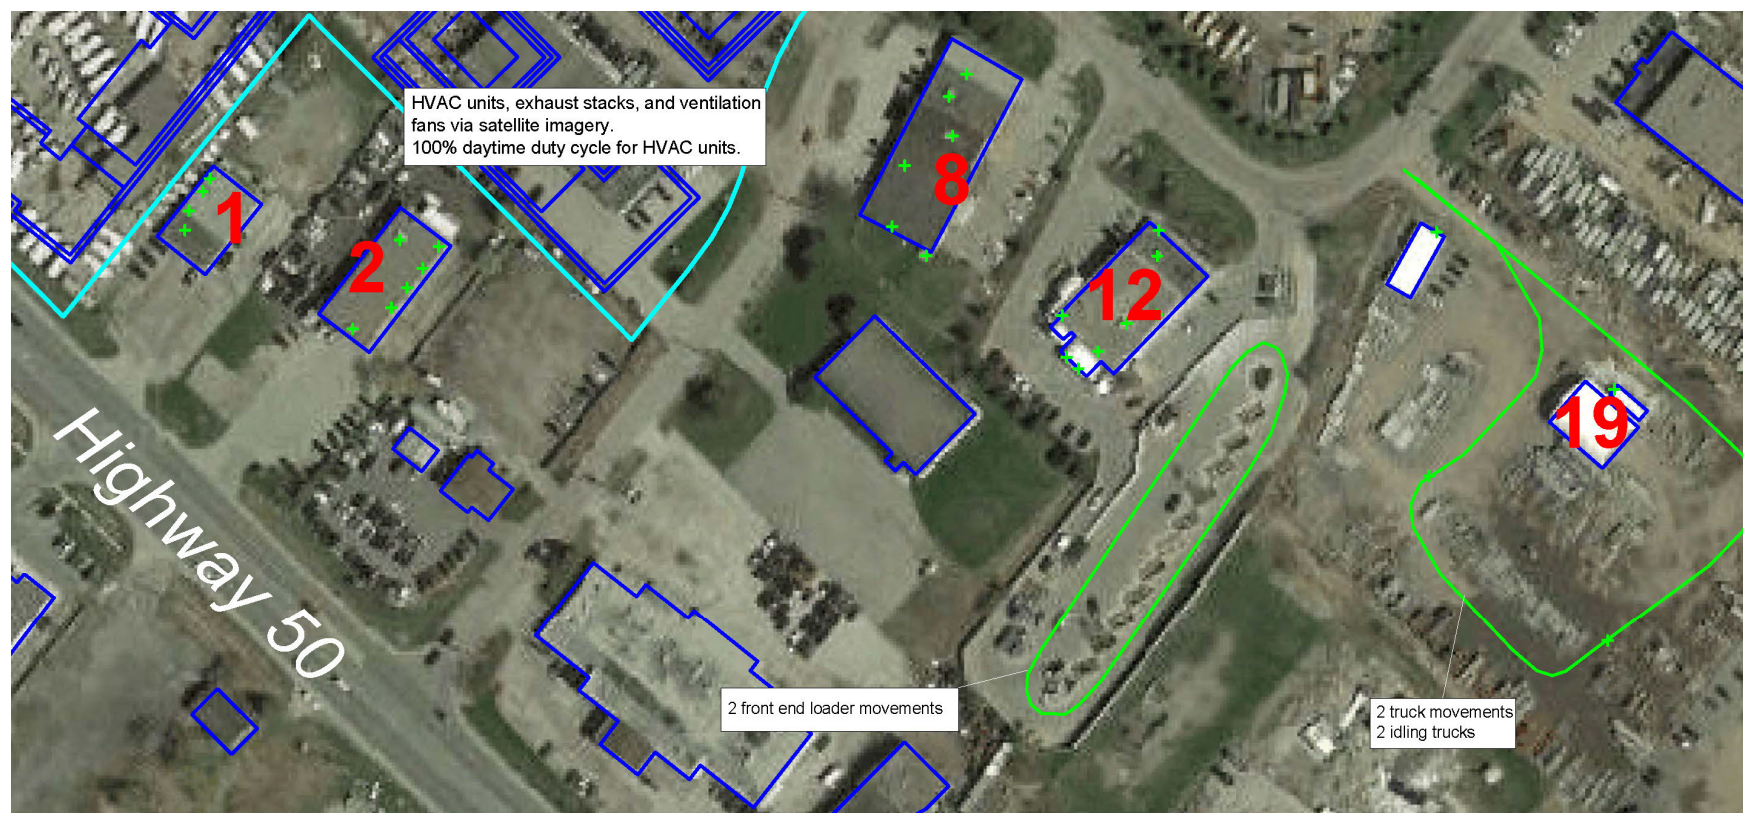 HVAC units, exhaust stacks, and ventilation
fans via satellite imagery.
100% daytime duty cycle for HVAC units.
1
2
8
12
19
Highway 50
2 front end loader movements
2 truck movements
2 idling trucks